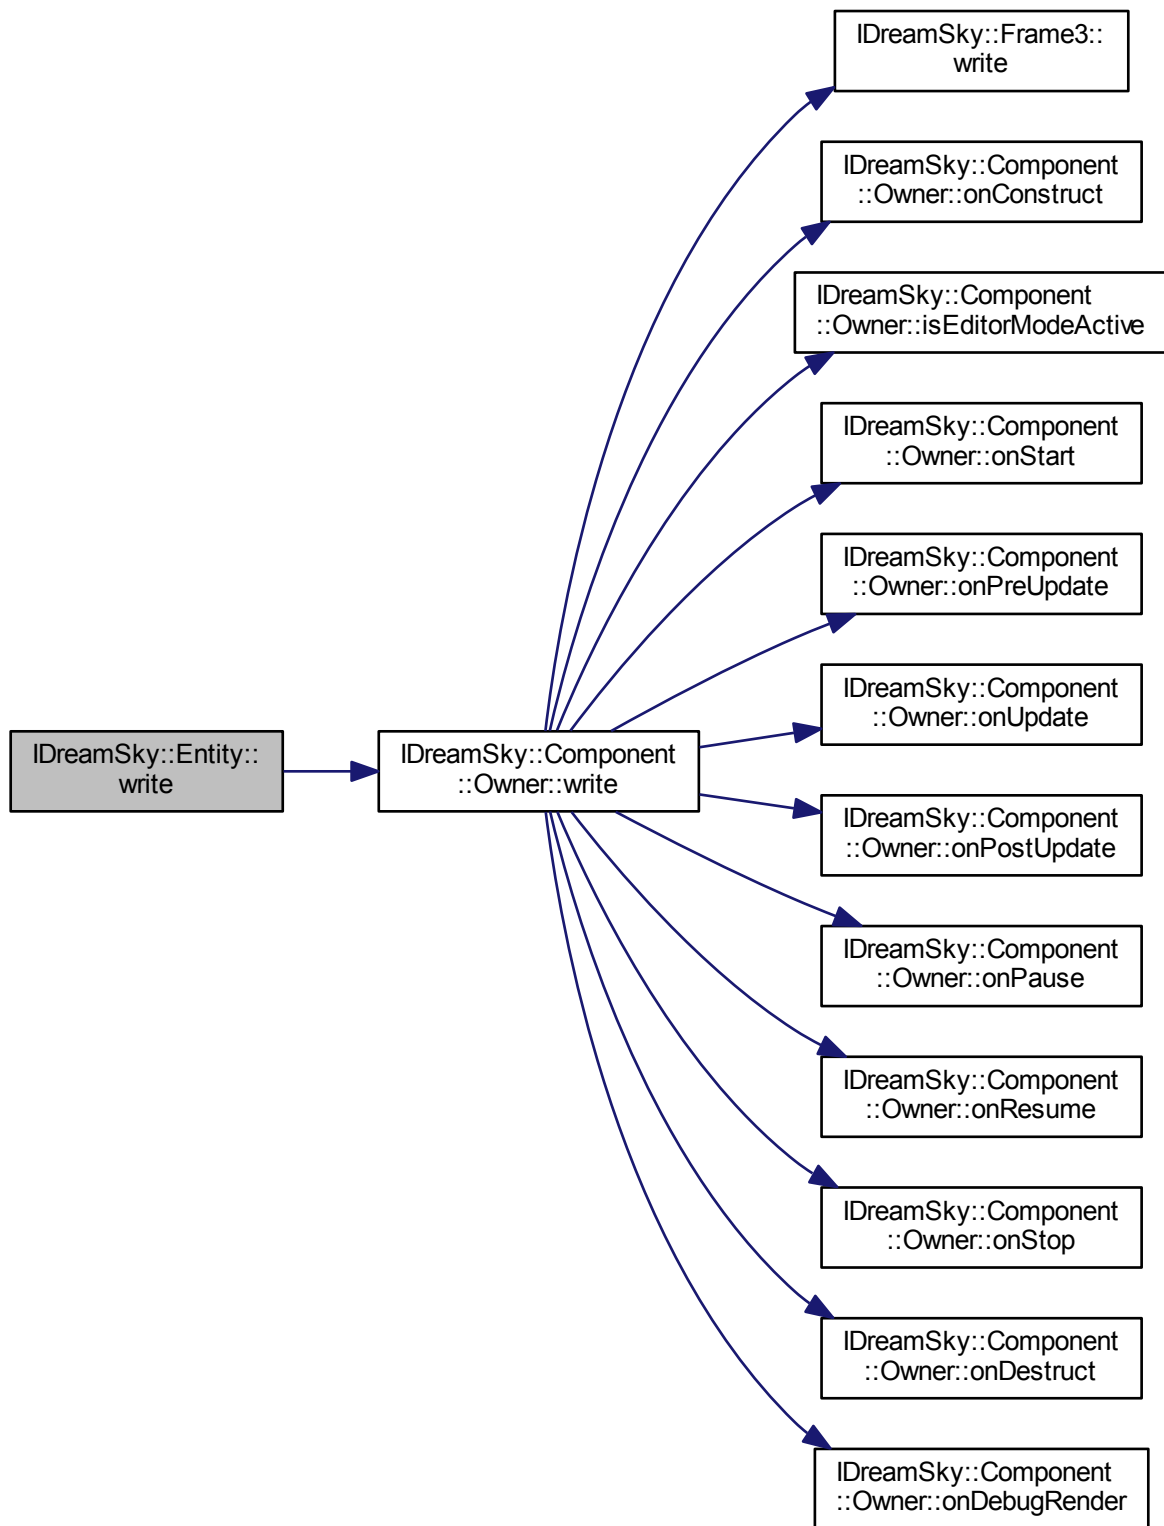 IDreamSky::Frame3::
write
IDreamSky::Component
::Owner::onConstruct
IDreamSky::Component
::Owner::isEditorModeActive
IDreamSky::Component
::Owner::onStart
IDreamSky::Component
::Owner::onPreUpdate
IDreamSky::Component
::Owner::onUpdate
IDreamSky::Entity::
write
IDreamSky::Component
::Owner::write
IDreamSky::Component
::Owner::onPostUpdate
IDreamSky::Component
::Owner::onPause
IDreamSky::Component
::Owner::onResume
IDreamSky::Component
::Owner::onStop
IDreamSky::Component
::Owner::onDestruct
IDreamSky::Component
::Owner::onDebugRender